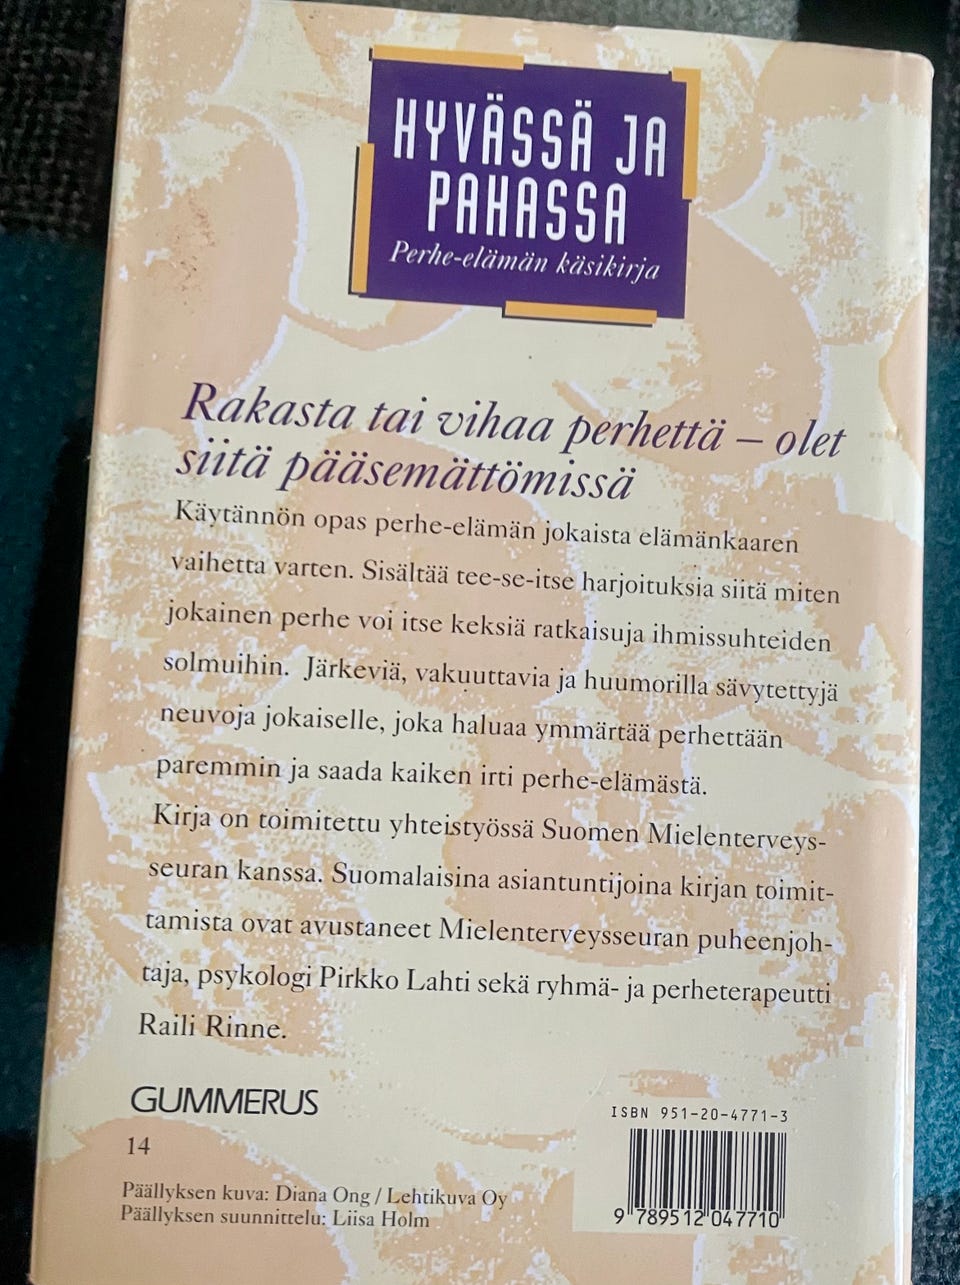 HYVÄSSÄ JA
PAHASSA
Perhe-elämän käsikirja
Rakasta tai vihaa perhettä – olet
siitä pääsemättömissä
Käytännön opas perhe-elämän jokaista elämänkaaren
vaihetta varten. Sisältää tee-se-itse harjoituksia siitä miten
jokainen perhe voi itse keksiä ratkaisuja ihmissuhteiden
solmuihin. Järkeviä, vakuuttavia ja huumorilla sävytettyjä
neuvoja jokaiselle, joka haluaa ymmärtää perhettään
paremmin ja saada kaiken irti perhe-elämästä.
Kirja on toimitettu yhteistyössä Suomen Mielenterveys-
seuran kanssa. Suomalaisina asiantuntijoina kirjan toimit-
tamista ovat avustaneet Mielenterveysseuran puheenjoh-
taja, psykologi Pirkko Lahti sekä ryhmä- ja perheterapeutti
Raili Rinne.
GUMMERUS
14
Päällyksen kuva: Diana Ong / Lehtikuva Oy
Päällyksen suunnittelu: Liisa Holm
ISBN 951-20-4771-3
9 789512 047710